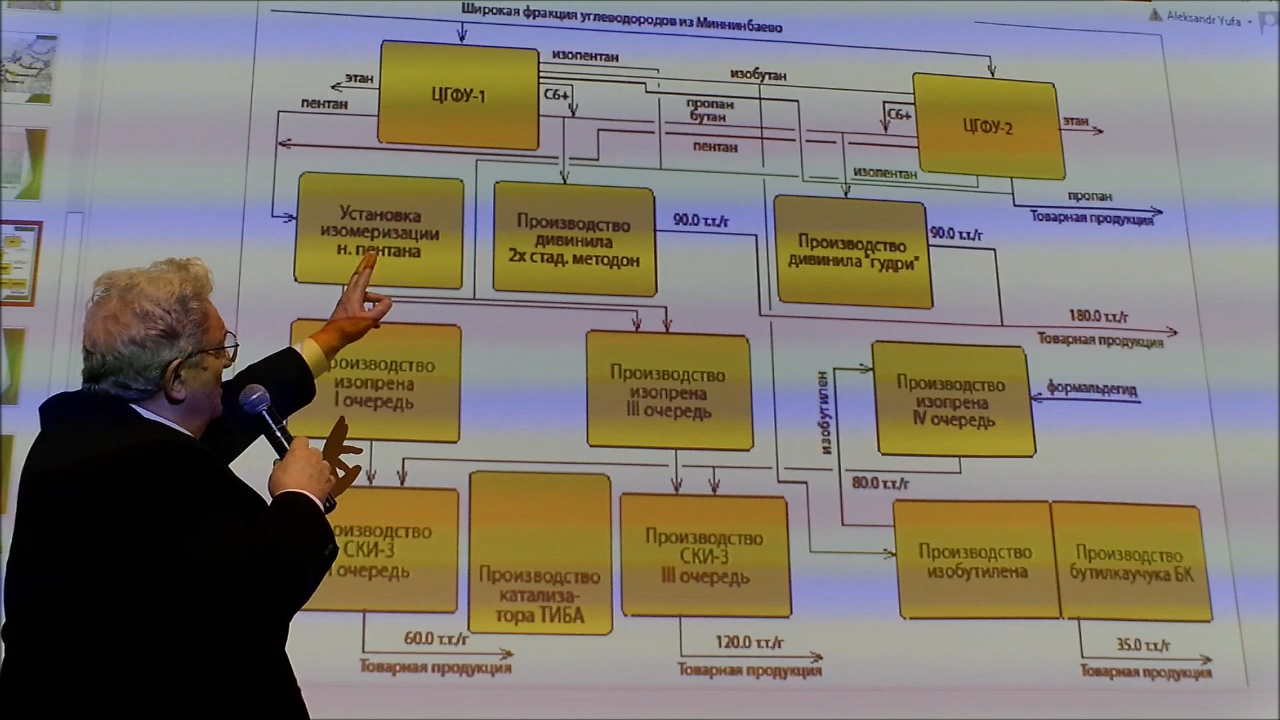 Широкая фракция углеводородов из Миннинбаево
Aleksandr Yufa
ЦГФУ-1
этан
пентан
изопентан
изобутан
С6+
пропан
бутан
пентан
С6+
ЦГФУ-2
этан
изопентан
пропан
Товарная продукция
Установка
изомеризации
н. пентана
Производство
дивинила
2х стад. методон
90.0 т.т/г
Производство
дивинила "гудри"
90.0 т.т/г
180.0 т.т/г
Товарная продукция
роизводство
изопрена
I очередь
Производство
изопрена
III очередь
изобутилен
Производство
изопрена
IV очередь
формальдегид
80.0 т.т/г
оизводство
СКИ-3
очередь
Производство
катализа-
тора ТИБА
Производство
СКИ-3
III очередь
Производство
изобутилена
Производство
бутилкаучука БК
60.0 т.т/г
Товарная продукция
120.0 т.т/г
Товарная продукция
35.0 т.т/г
Товарная продукция